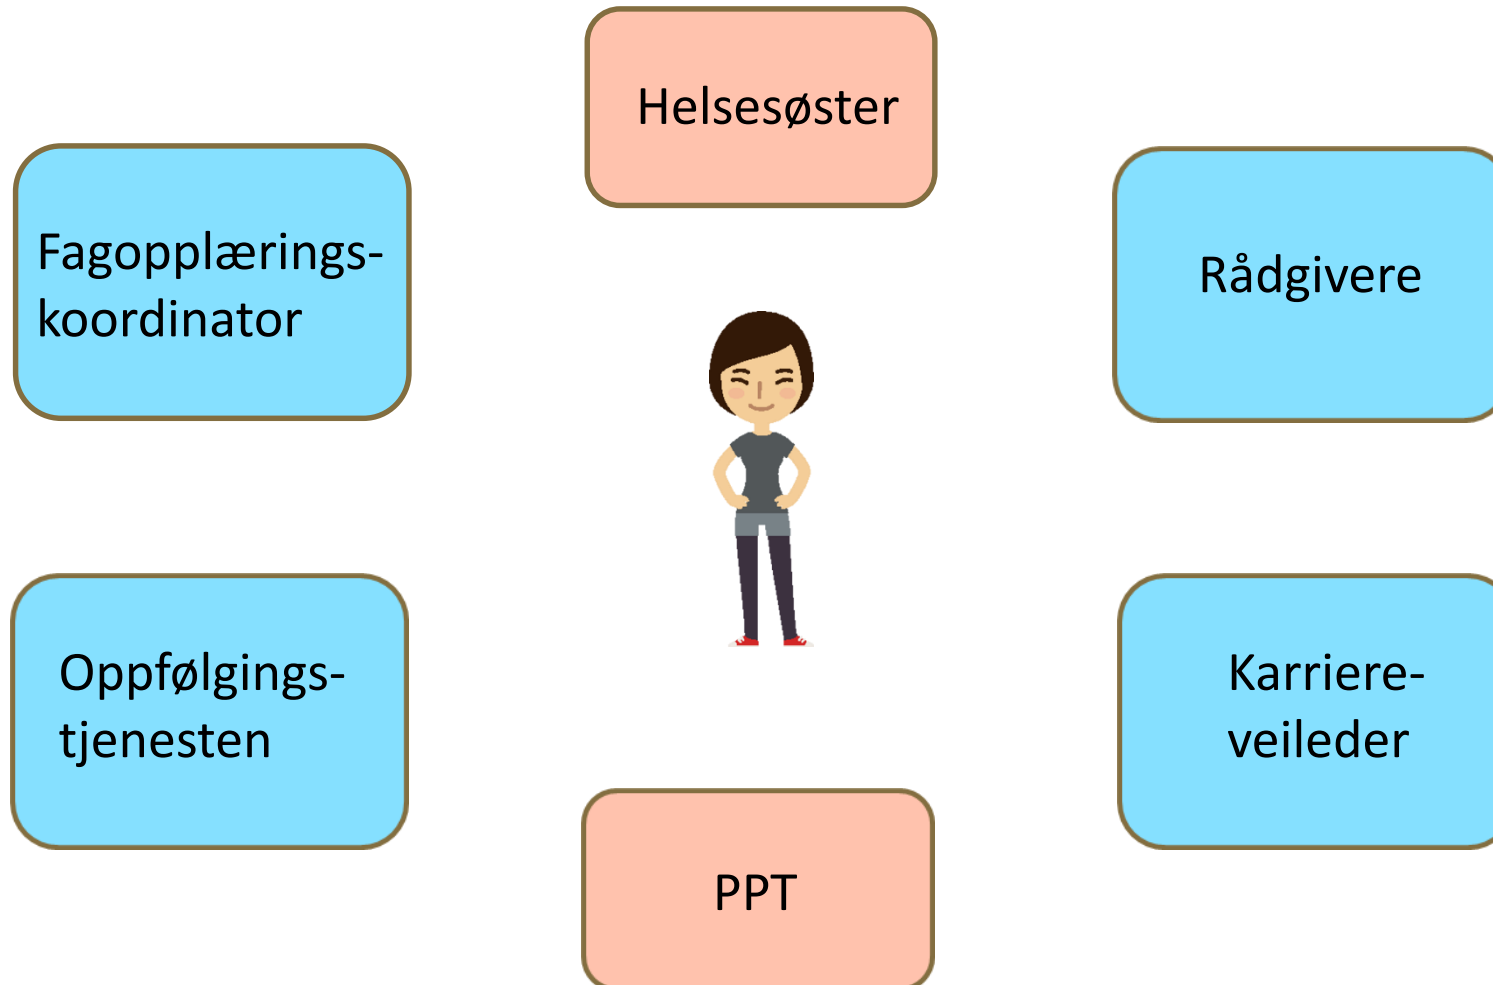 Helsesøster
Fagopplærings-
koordinator
Rådgivere
Oppfølgings-
tjenesten
Karriere-
veileder
PPT